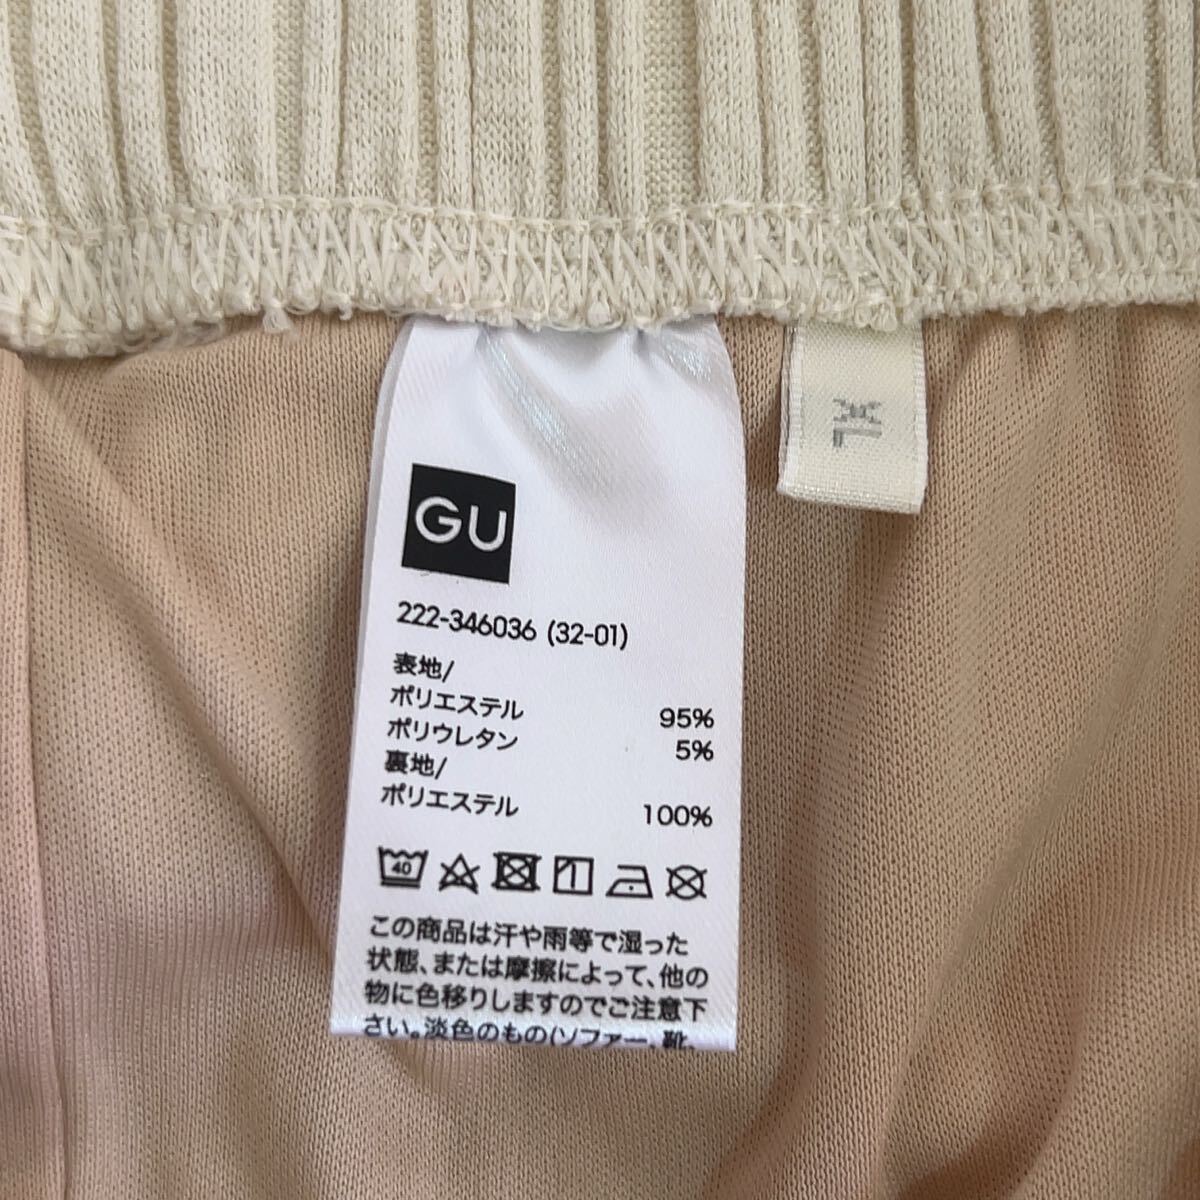 GU
XL
222-346036 (32-01)
表地/
ポリエステル 95%
ポリウレタン 5%
裏地/
ポリエステル 100%
40
この商品は汗や雨等で湿った
状態、または摩擦によって、他の
物に色移りしますのでご注意下
さい。淡色のもの(ソファー、靴、